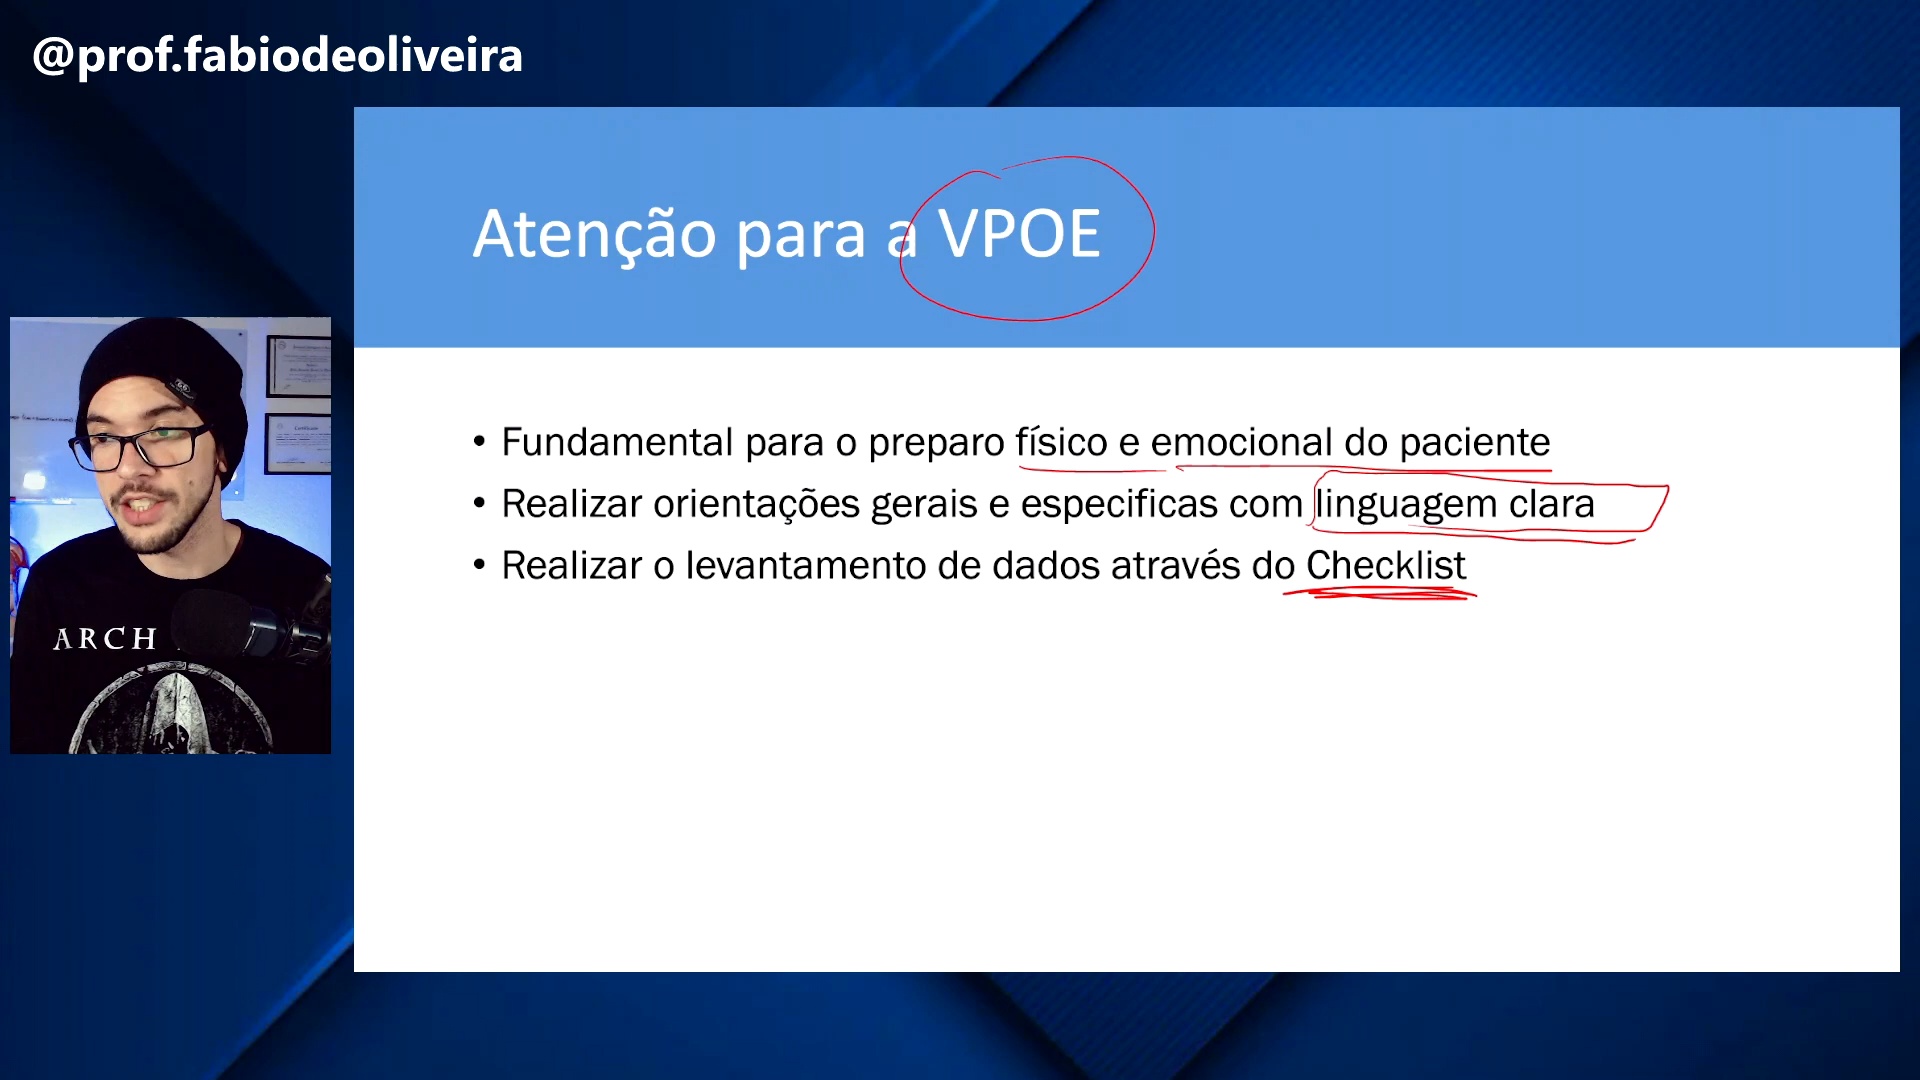 @prof.fabiodeoliveira
Atenção para a VPOE
• Fundamental para o preparo físico e emocional do paciente
• Realizar orientações gerais e especificas com linguagem clara
• Realizar o levantamento de dados através do Checklist
ARCH